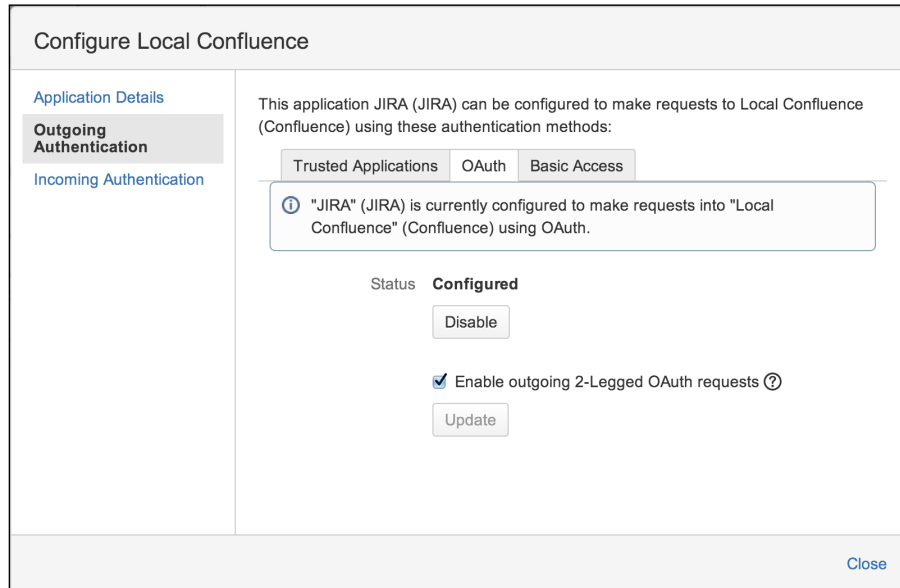 Configure Local Confluence
Application Details
Outgoing
Authentication
Incoming Authentication
This application JIRA (JIRA) can be configured to make requests to Local Confluence
(Confluence) using these authentication methods:
Trusted Applications OAuth Basic Access
"JIRA" (JIRA) is currently configured to make requests into "Local
Confluence" (Confluence) using OAuth.
Status Configured
Disable
Enable outgoing 2-Legged OAuth requests
Update
Close